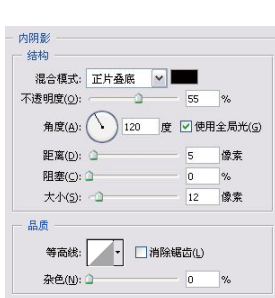 内阴影
结构
混合模式: 正片叠底
不透明度(O): 55 %
角度(A): 120 度 使用全局光(G)
距离(D): 5 像素
阻塞(C): 0 %
大小(S): 12 像素
品质
等高线: 消除锯齿(L)
杂色(N): 0 %